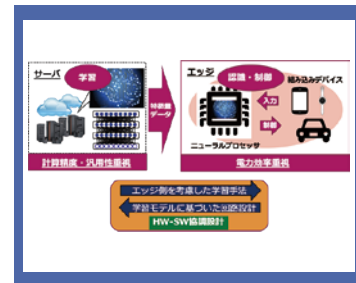 サーバ
学習
計算精度・汎用性重視
特徴量
データ
エッジ
認識・制御
組み込みデバイス
入力
制御
ニューラルプロセッサ
電力効率重視
エッジ側を考慮した学習手法
学習モデルに基づいた回路設計
HW-SW協調設計